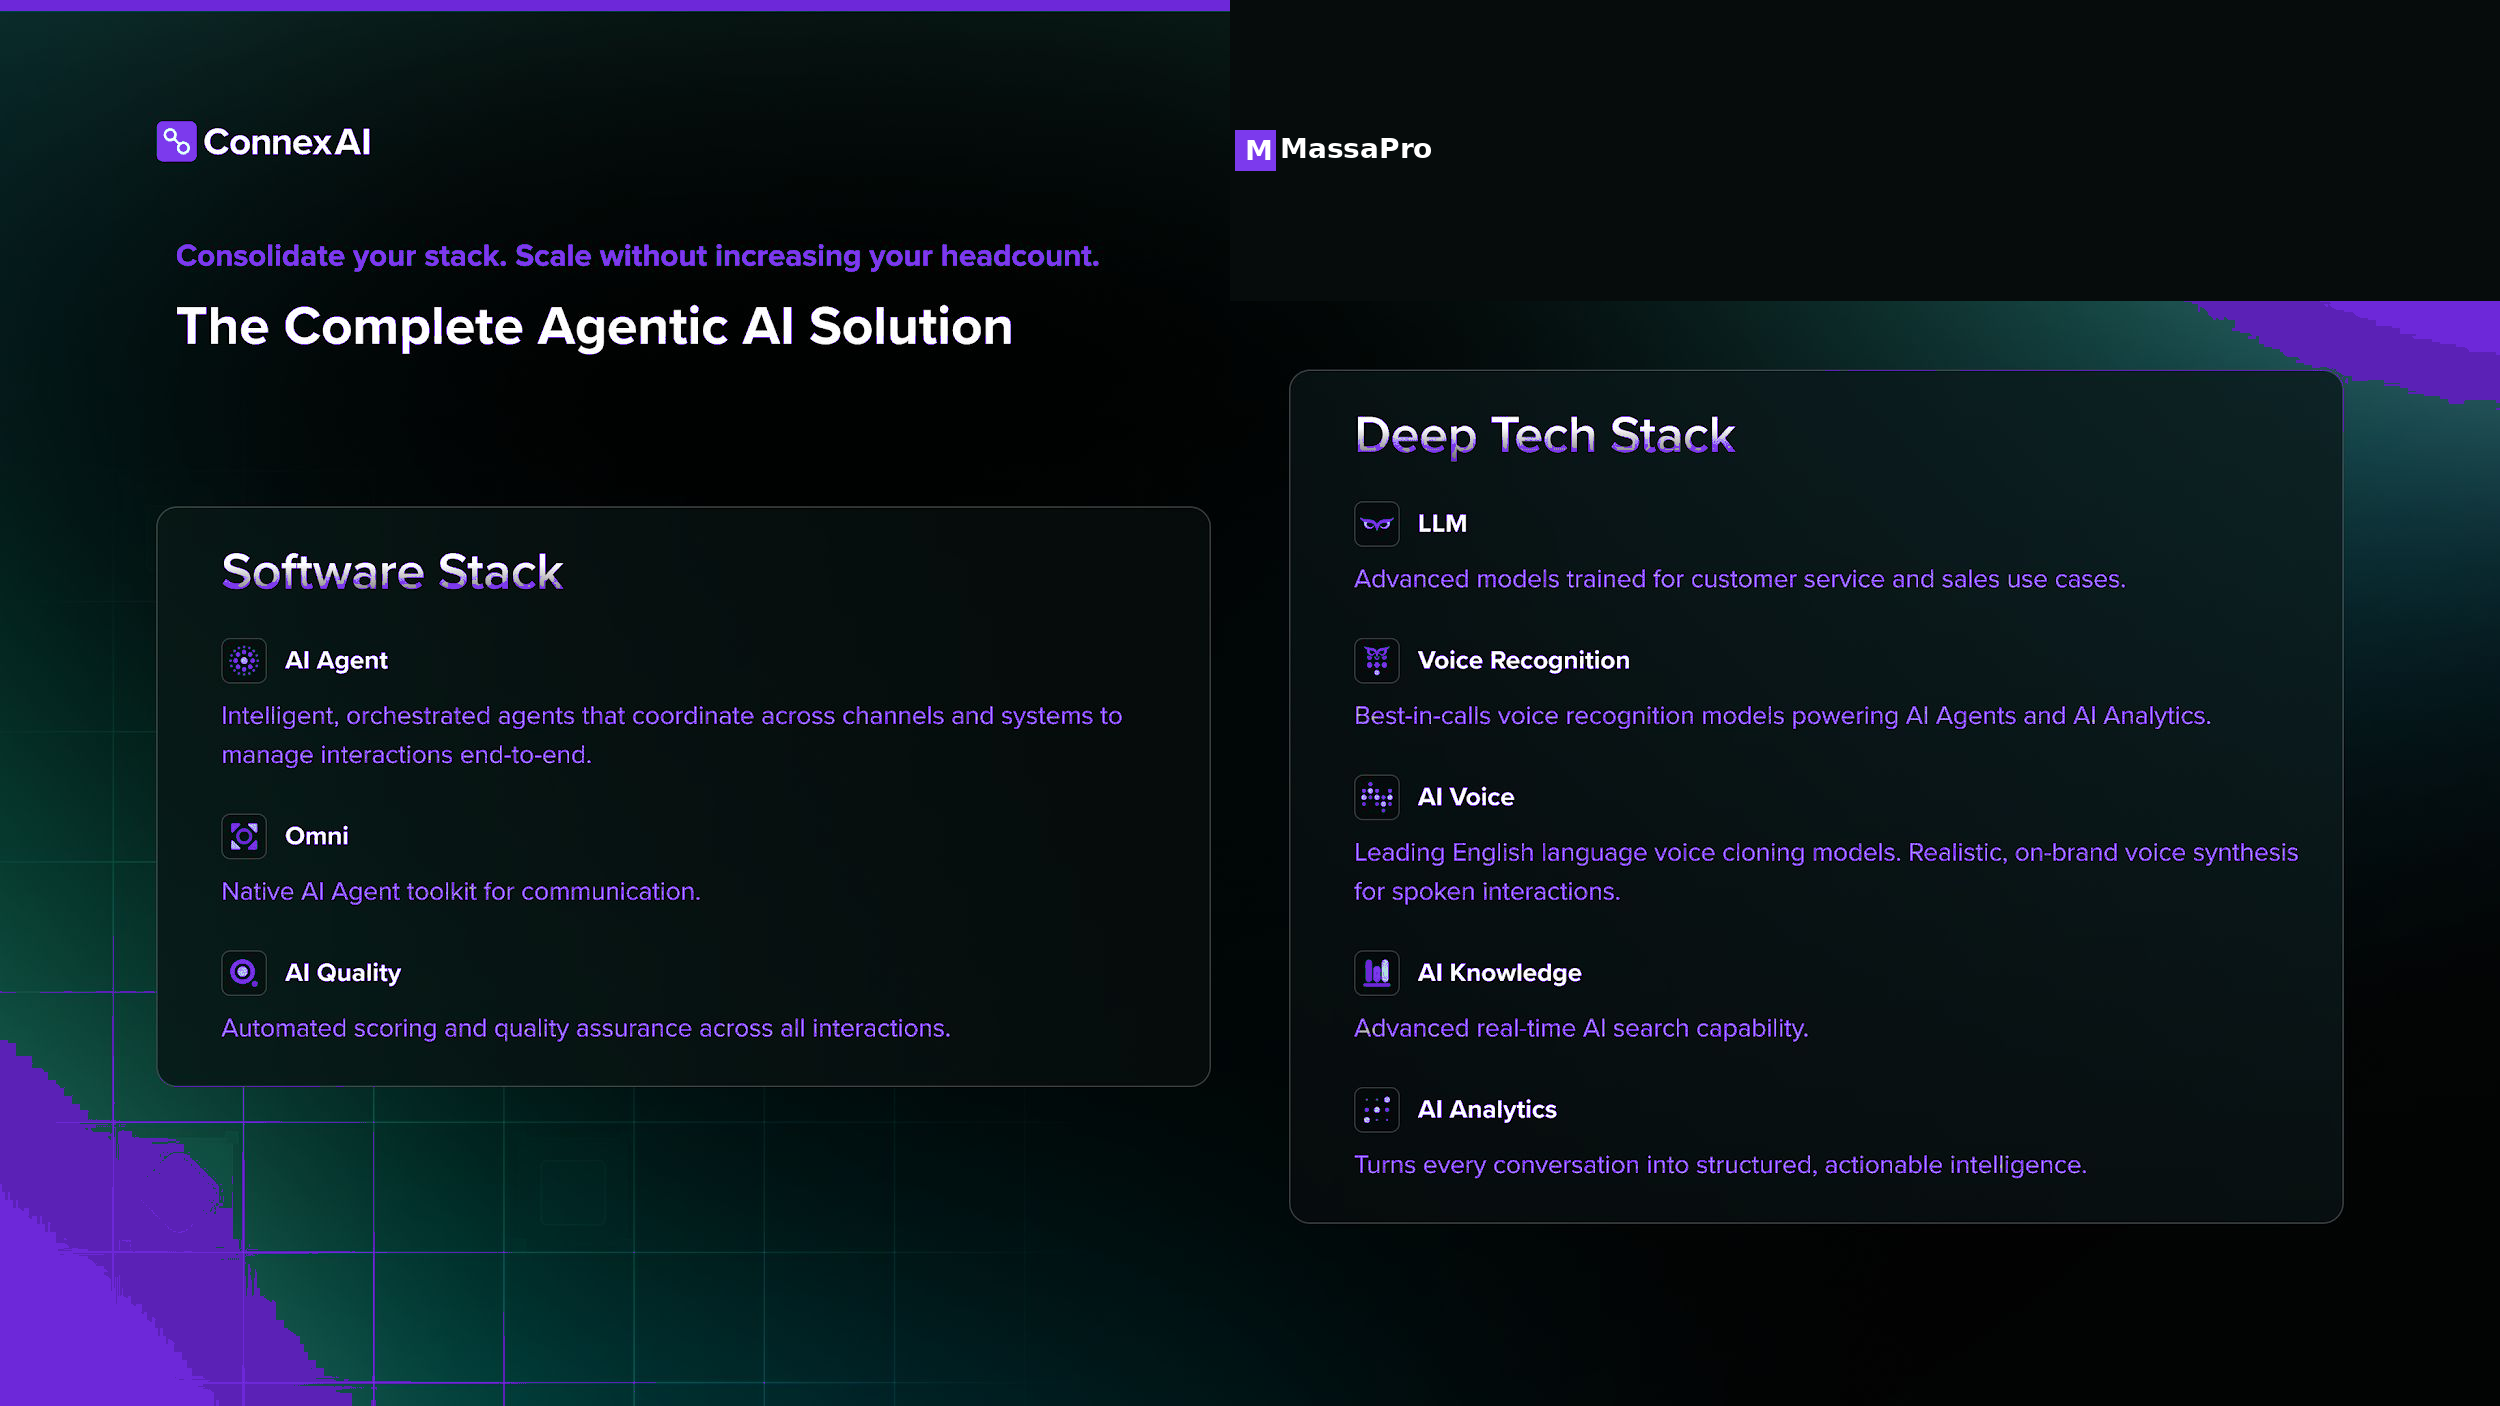 ConnexAI
M MassaPro
Consolidate your stack. Scale without increasing your headcount.
The Complete Agentic AI Solution
Software Stack
AI Agent
Intelligent, orchestrated agents that coordinate across channels and systems to
manage interactions end-to-end.
Omni
Native AI Agent toolkit for communication.
AI Quality
Automated scoring and quality assurance across all interactions.
Deep Tech Stack
LLM
Advanced models trained for customer service and sales use cases.
Voice Recognition
Best-in-calls voice recognition models powering AI Agents and AI Analytics.
AI Voice
Leading English language voice cloning models. Realistic, on-brand voice synthesis
for spoken interactions.
AI Knowledge
Advanced real-time AI search capability.
AI Analytics
Turns every conversation into structured, actionable intelligence.